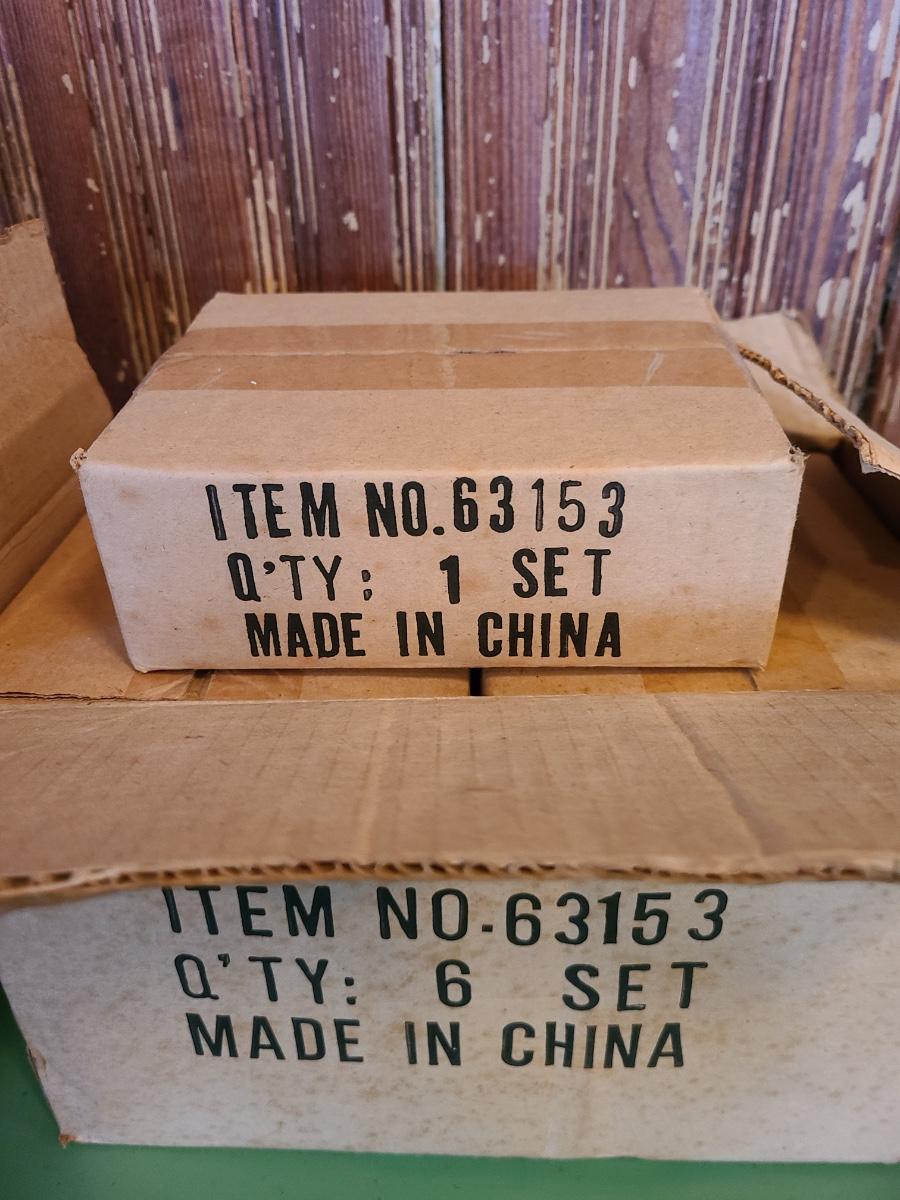 ITEM NO.63153
Q'TY: 1 SET
MADE IN CHINA
ITEM NO.63153
Q'TY: 6 SET
MADE IN CHINA